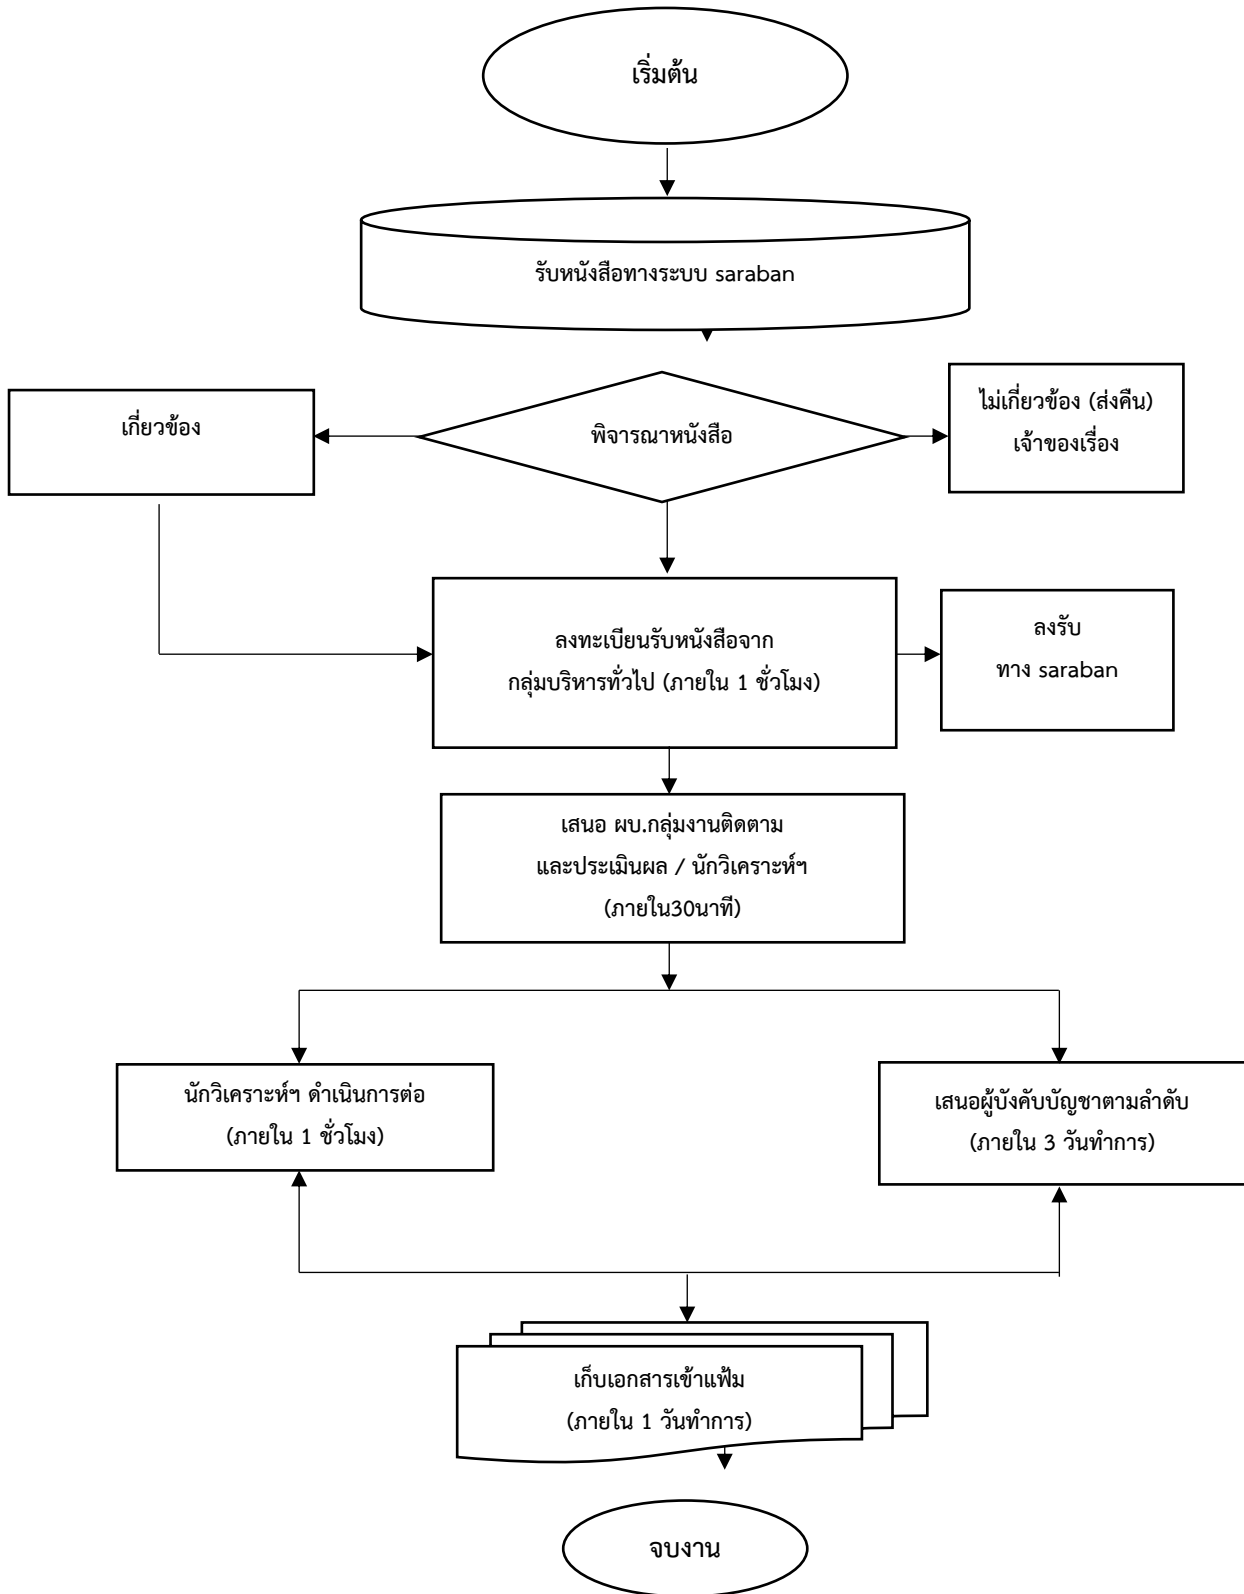 เริ่มต้น
รับหนังสือทางระบบ saraban
เกี่ยวข้อง
พิจารณาหนังสือ
ไม่เกี่ยวข้อง (ส่งคืน)
เจ้าของเรื่อง
ลงทะเบียนรับหนังสือจาก
กลุ่มบริหารทั่วไป (ภายใน 1 ชั่วโมง)
ลงรับ
ทาง saraban
เสนอ ผบ.กลุ่มงานติดตาม
และประเมินผล / นักวิเคราะห์ฯ
(ภายใน30นาที)
นักวิเคราะห์ฯ ดำเนินการต่อ
(ภายใน 1 ชั่วโมง)
เสนอผู้บังคับบัญชาตามลำดับ
(ภายใน 3 วันทำการ)
เก็บเอกสารเข้าแฟ้ม
(ภายใน 1 วันทำการ)
จบงาน